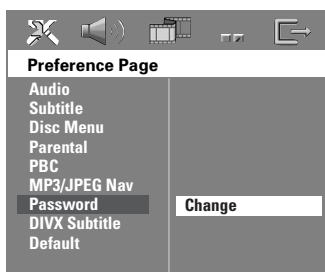 Preference Page
Audio
Subtitle
Disc Menu
Parental
PBC
MP3/JPEG Nav
Password Change
DIVX Subtitle
Default